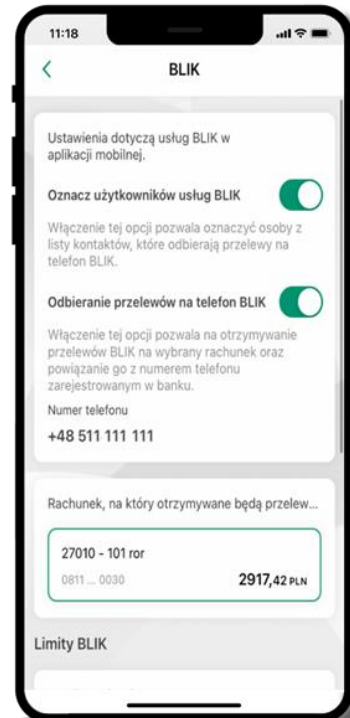 11:18
BLIK
Ustawienia dotyczą usług BLIK w
aplikacji mobilnej.
Oznacz użytkowników usług BLIK
Włączenie tej opcji pozwala oznaczyć osoby z
listy kontaktów, które odbierają przelewy na
telefon BLIK.
Odbieranie przelewów na telefon BLIK
Włączenie tej opcji pozwala na otrzymywanie
przelewów BLIK na wybrany rachunek oraz
powiązanie go z numerem telefonu
zarejestrowanym w banku.
Numer telefonu
+48 511 111 111
Rachunek, na który otrzymywane będą przelew...
27010 - 101 ror
0811 ... 0030 2917,42 PLN
Limity BLIK